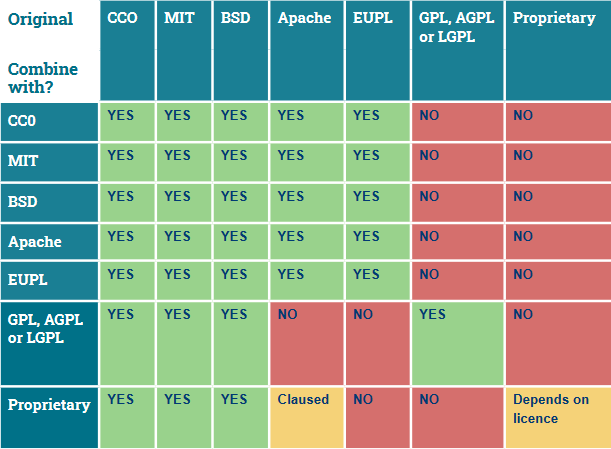 Original CCO MIT BSD Apache EUPL GPL, AGPL Proprietary
or LGPL
Combine
with?
CC0 YES YES YES YES YES NO NO
MIT YES YES YES YES YES NO NO
BSD YES YES YES YES YES NO NO
Apache YES YES YES YES YES NO NO
EUPL YES YES YES YES YES NO NO
GPL, AGPL YES YES YES NO NO YES NO
or LGPL
Proprietary YES YES YES Claused NO NO Depends on
licence